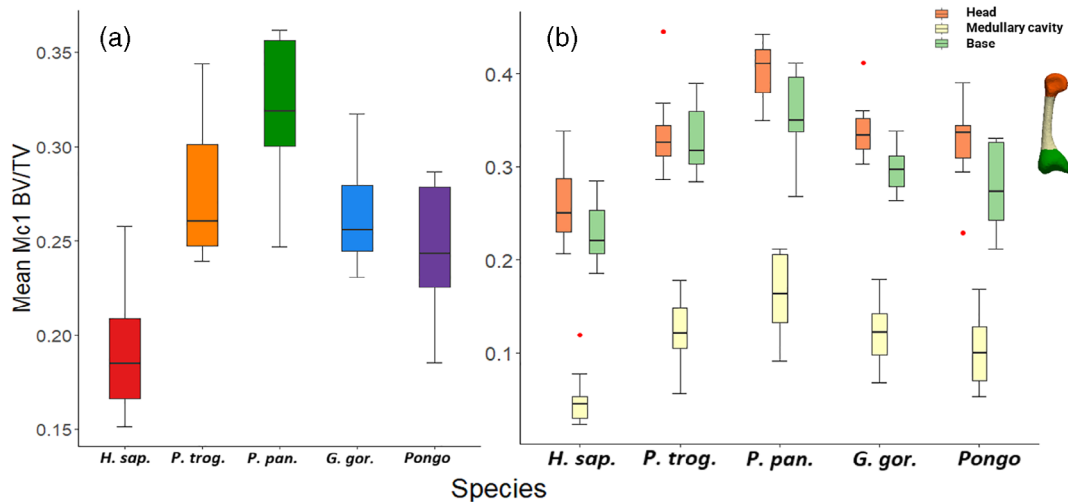 (a)
Mean Mc1 BV/TV
0.35
0.30
0.25
0.20
0.15
H. sap.
P. trog.
P. pan.
G. gor.
Pongo
(b)
Head
Medullary cavity
Base
0.4
0.3
0.2
0.1
H. sap.
P. trog.
P. pan.
G. gor.
Pongo
Species